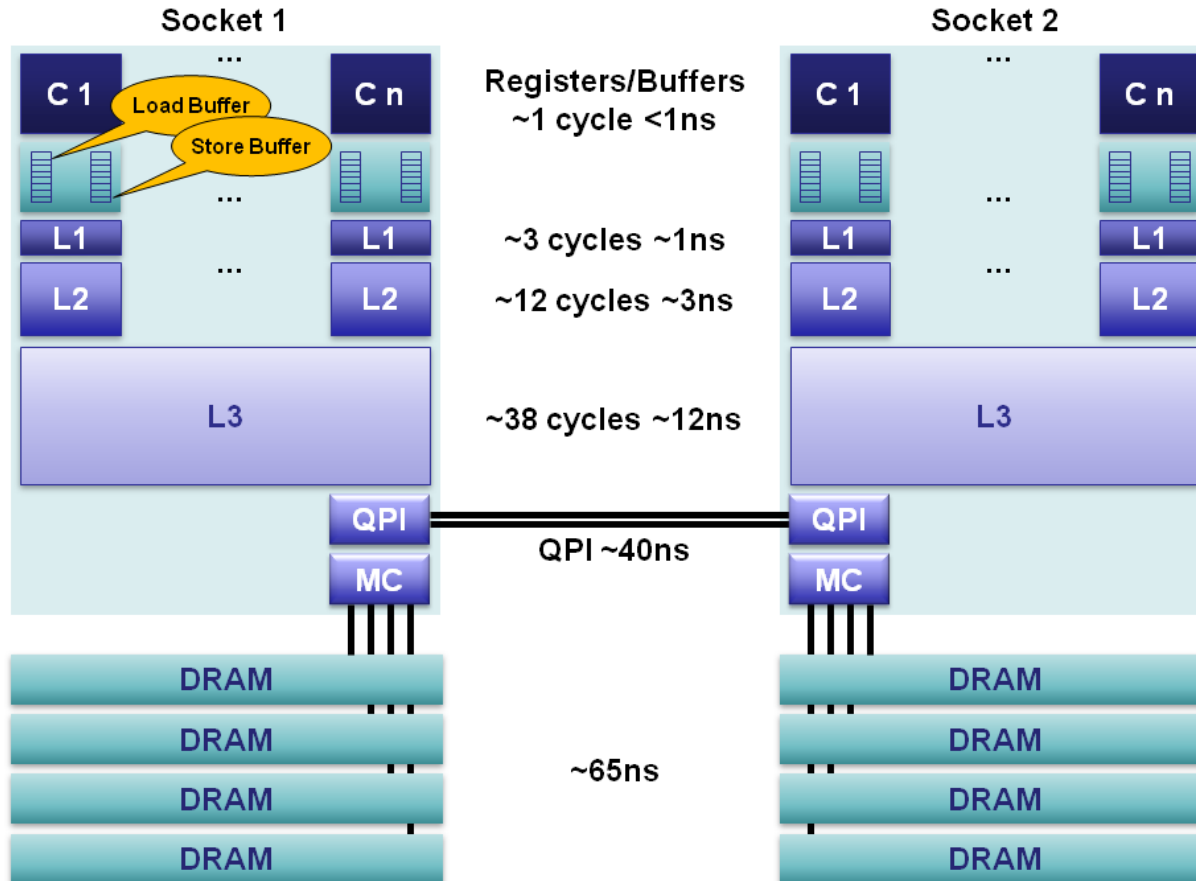 Socket 1
Socket 2
...
...
C 1
C n
Registers/Buffers
~1 cycle <1ns
C 1
C n
Load Buffer
Store Buffer
...
...
L1
L1
~3 cycles ~1ns
L1
L1
...
...
L2
L2
~12 cycles ~3ns
L2
L2
L3
~38 cycles ~12ns
L3
QPI
QPI
QPI ~40ns
MC
MC
DRAM
DRAM
DRAM
DRAM
~65ns
DRAM
DRAM
DRAM
DRAM